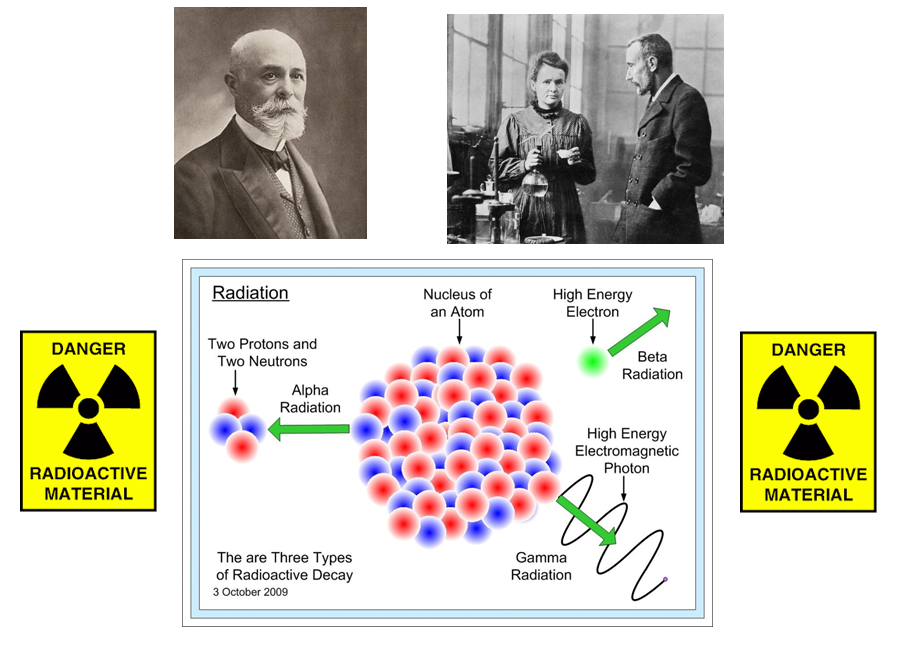 Radiation
Nucleus of
an Atom
High Energy
Electron
Beta
Radiation
Two Protons and
Two Neutrons
Alpha
Radiation
High Energy
Electromagnetic
Photon
Gamma
Radiation
The are Three Types
of Radioactive Decay
3 October 2009
DANGER
RADIOACTIVE
MATERIAL
DANGER
RADIOACTIVE
MATERIAL